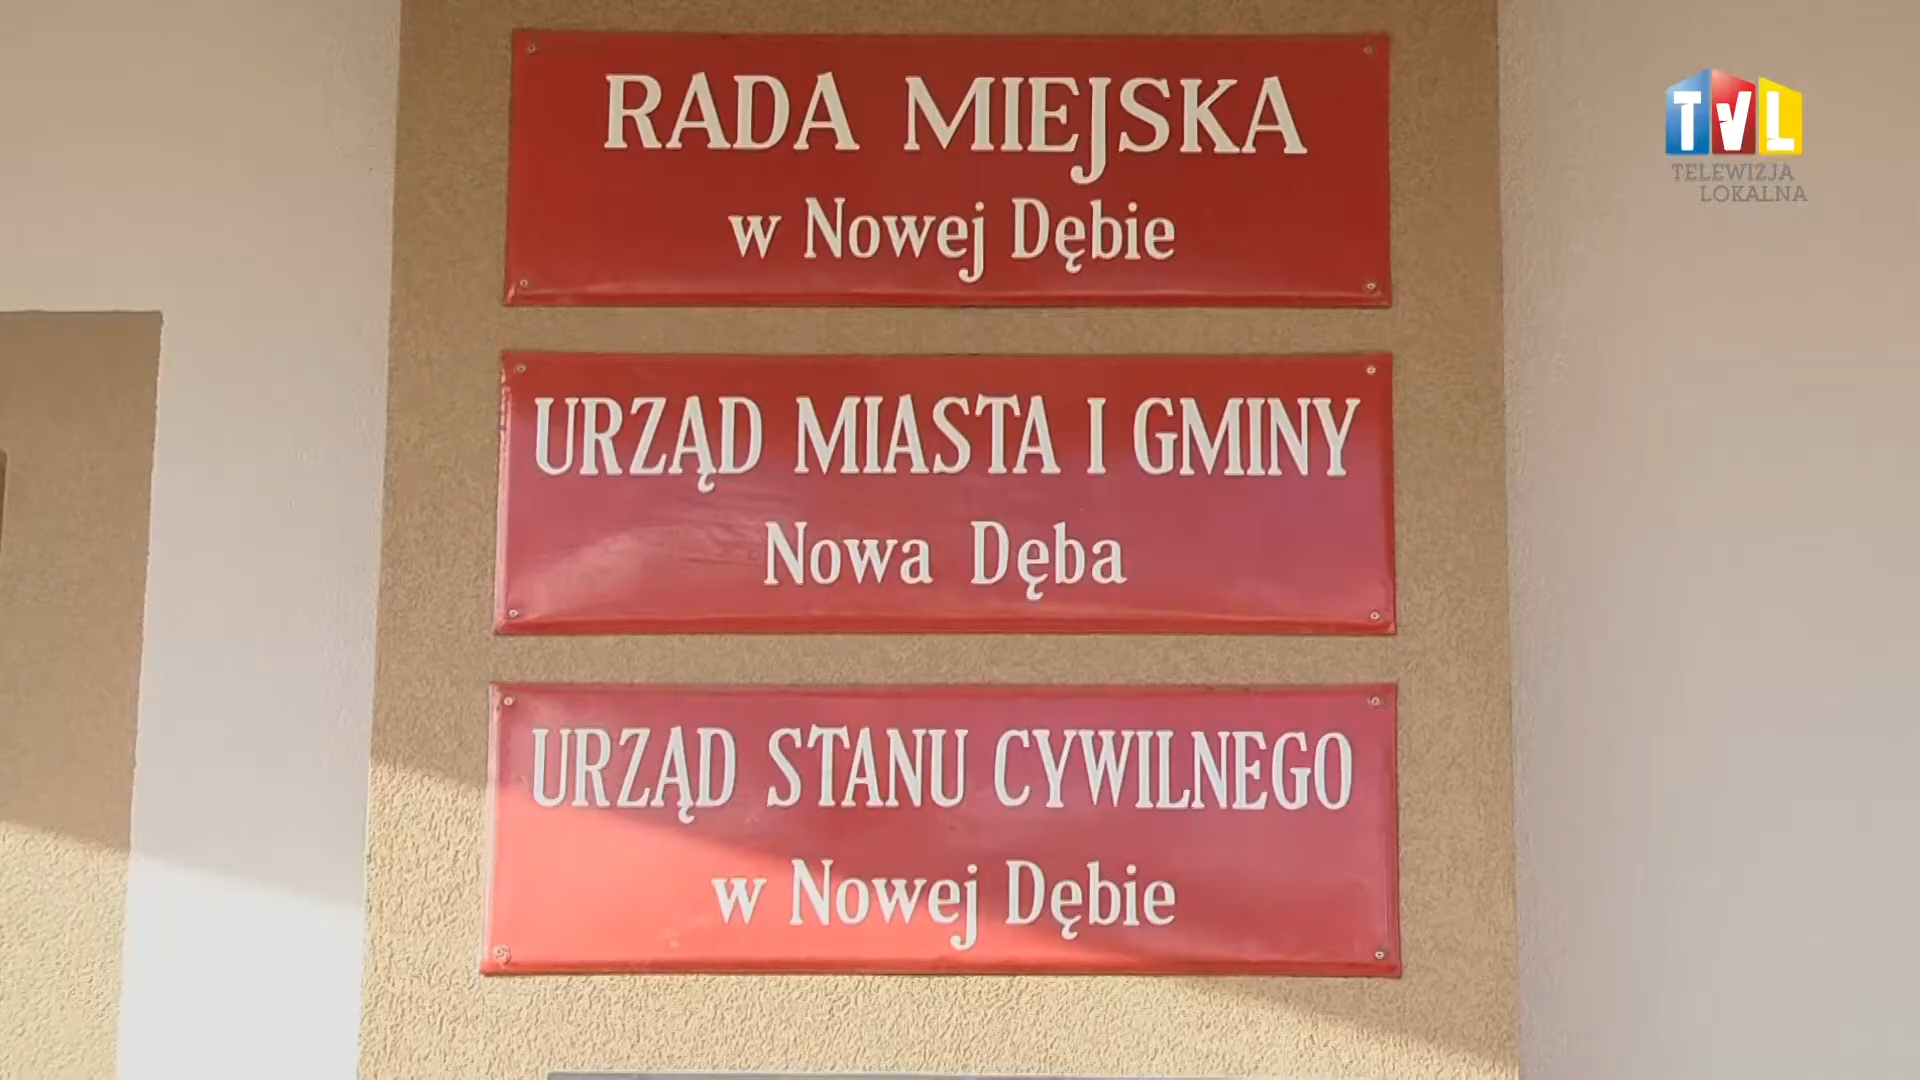 RADA MIEJSKA
w Nowej Dębie
URZĄD MIASTA I GMINY
Nowa Dęba
URZĄD STANU CYWILNEGO
w Nowej Dębie
TVL
TELEWIZJA
LOKALNA